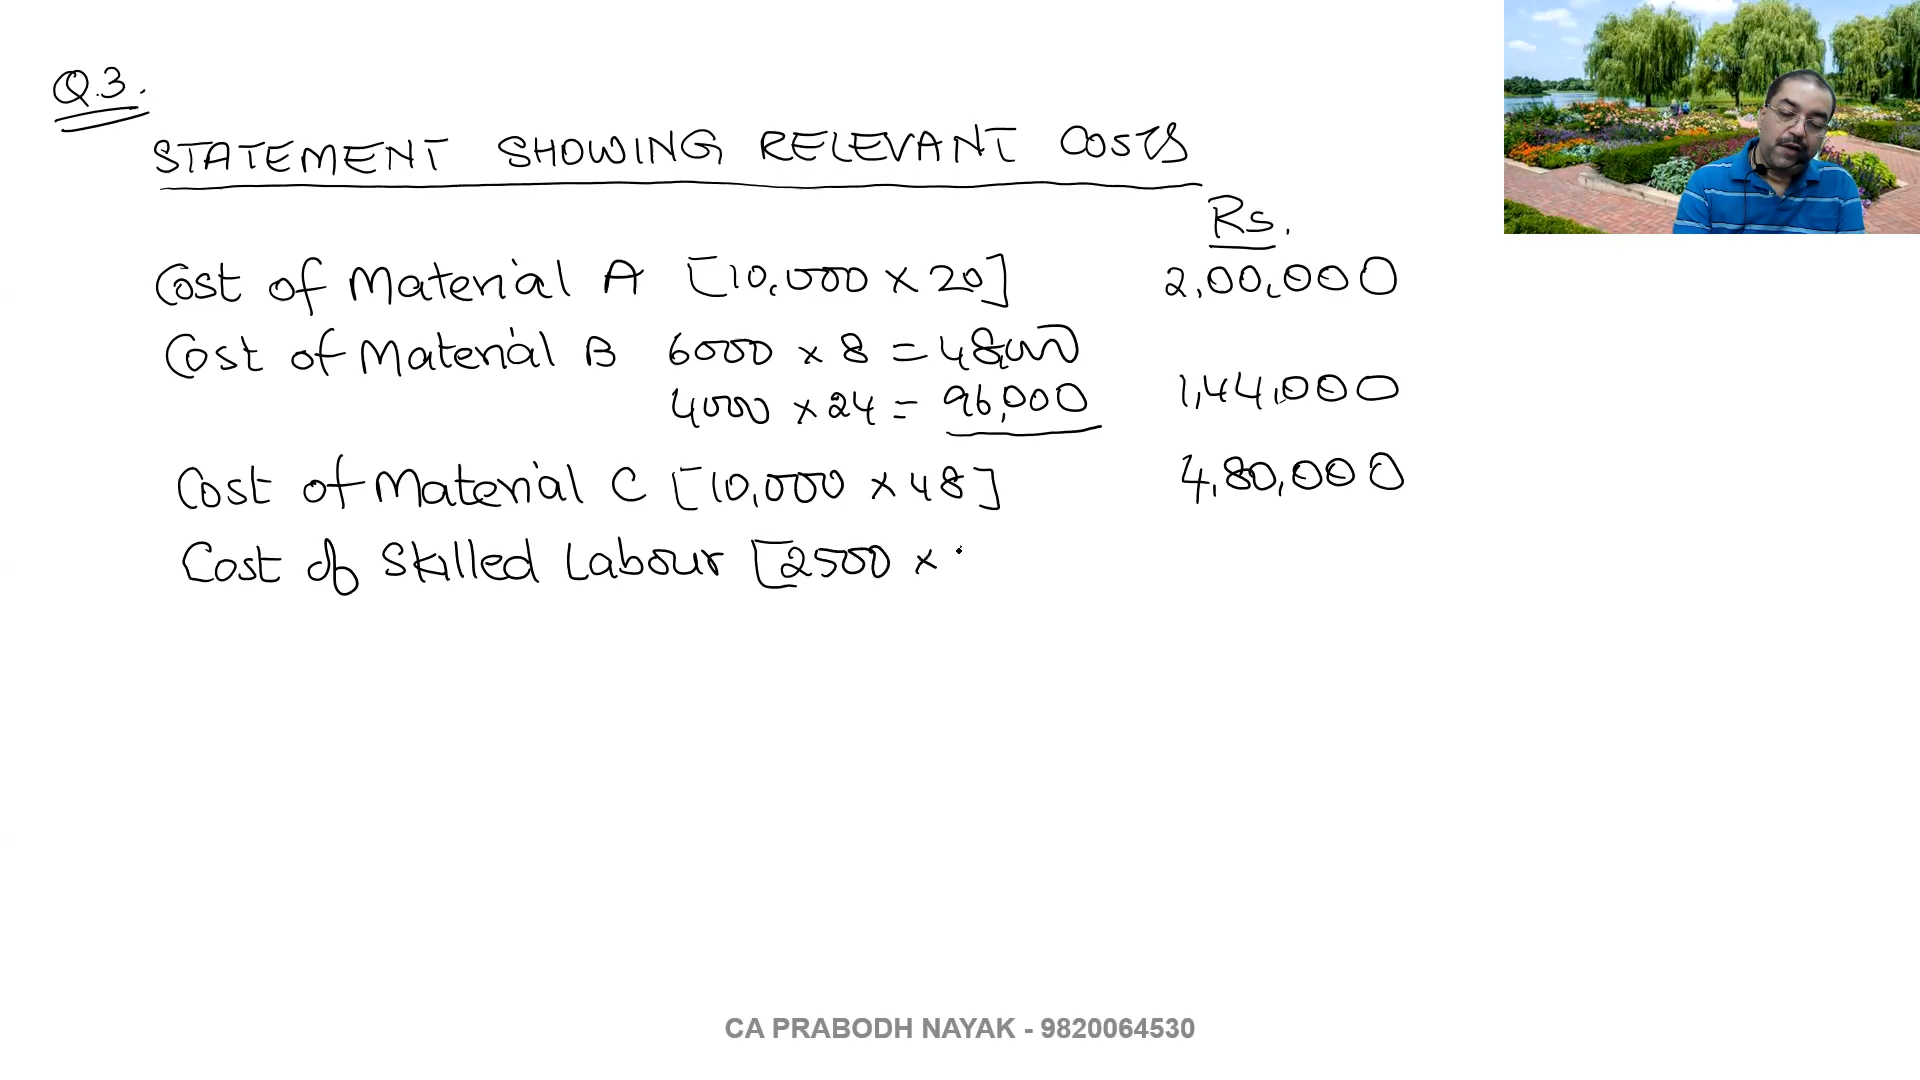 Q.3.
STATEMENT SHOWING RELEVANT COSTS
Rs.
Cost of Material A [10,000 × 20] 2,00,000
Cost of Material B 6000 × 8 = 48,000
4000 × 24 = 96,000 1,44,000
Cost of Material C [10,000 × 48] 4,80,000
Cost of Skilled Labour [2500 ×
CA PRABODH NAYAK - 9820064530